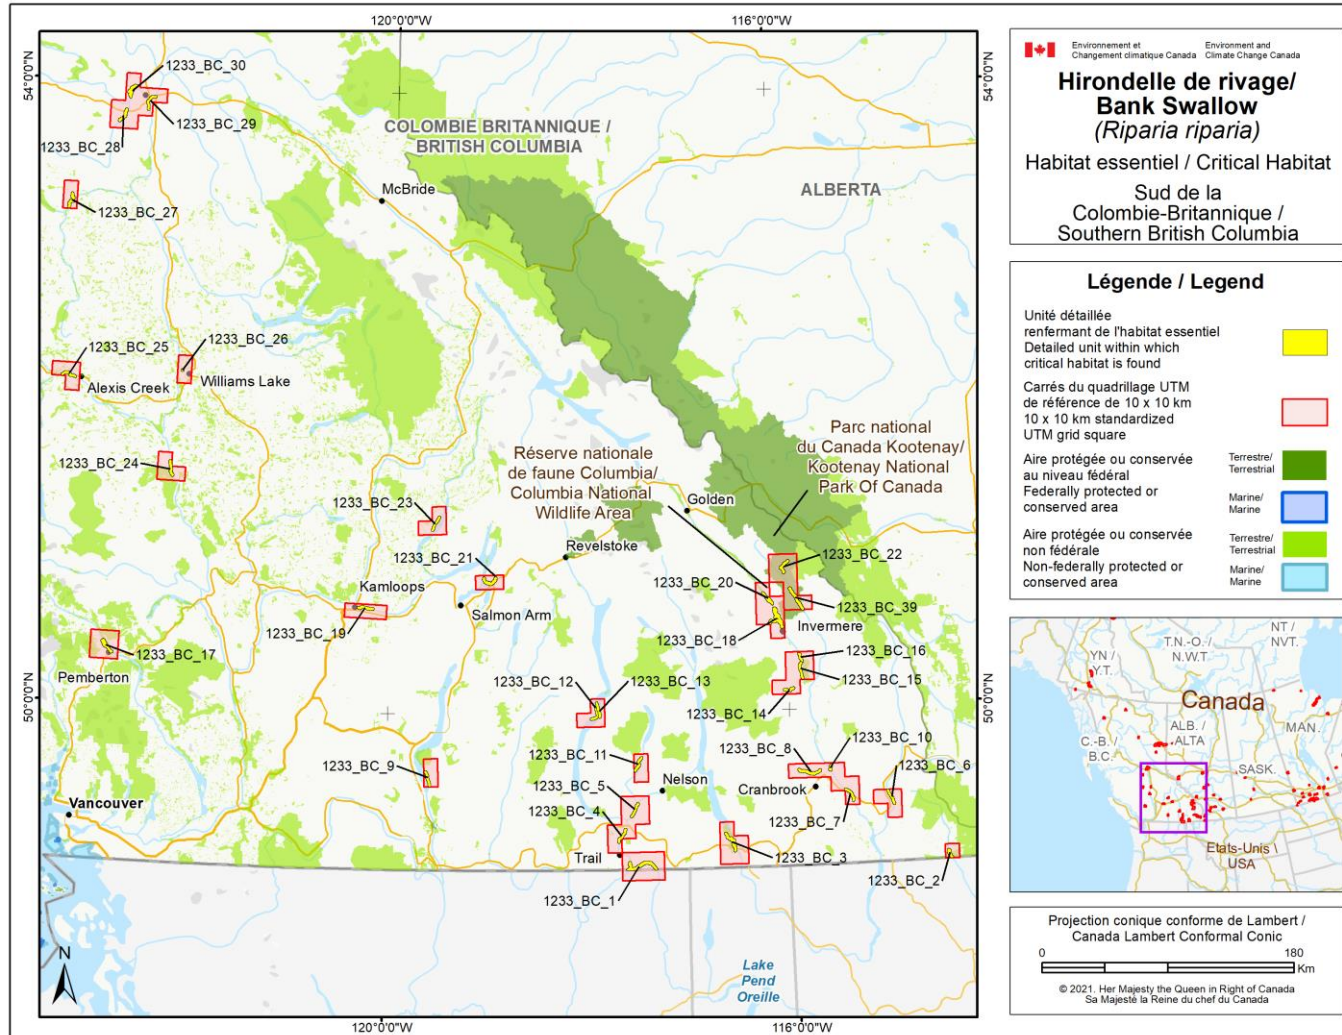 120°0'0"W
116°0'0"W
54°0'0"N
54°0'0"N
1233_BC_30
1233_BC_29
1233_BC_28
1233_BC_27
COLOMBIE BRITANNIQUE /
BRITISH COLUMBIA
McBride
ALBERTA
1233_BC_25
1233_BC_26
Alexis Creek
Williams Lake
1233_BC_24
Réserve nationale
de faune Columbia/
Columbia National
Wildlife Area
Parc national
du Canada Kootenay/
Kootenay National
Park Of Canada
Golden
1233_BC_23
Revelstoke
1233_BC_21
1233_BC_22
1233_BC_20
Kamloops
1233_BC_39
Salmon Arm
1233_BC_19
Invermere
1233_BC_18
1233_BC_17
1233_BC_16
Pemberton
1233_BC_12
1233_BC_13
1233_BC_15
50°0'0"N
50°0'0"N
1233_BC_14
1233_BC_10
1233_BC_8
1233_BC_11
1233_BC_6
1233_BC_9
1233_BC_5
Nelson
Cranbrook
Vancouver
1233_BC_4
1233_BC_7
Trail
1233_BC_3
1233_BC_2
1233_BC_1
N
Lake
Pend
Oreille
120°0'0"W
116°0'0"W
Environnement et
Changement climatique Canada
Environment and
Climate Change Canada
Hirondelle de rivage/
Bank Swallow
(Riparia riparia)
Habitat essentiel / Critical Habitat
Sud de la
Colombie-Britannique /
Southern British Columbia
Légende / Legend
Unité détaillée
renfermant de l'habitat essentiel
Detailed unit within which
critical habitat is found
Carrés du quadrillage UTM
de référence de 10 x 10 km
10 x 10 km standardized
UTM grid square
Aire protégée ou conservée
au niveau fédéral
Federally protected or
conserved area
Terrestre/
Terrestrial
Marine/
Marine
Aire protégée ou conservée
non fédérale
Non-federally protected or
conserved area
Terrestre/
Terrestrial
Marine/
Marine
YN /
Y.T.
T.N.-O. /
N.W.T.
NT /
NVT.
Canada
C.-B. /
B.C.
ALB. /
ALTA
MAN.
SASK.
Etats-Unis \
USA
Projection conique conforme de Lambert /
Canada Lambert Conformal Conic
0
180
Km
© 2021. Her Majesty the Queen in Right of Canada
Sa Majesté la Reine du chef du Canada